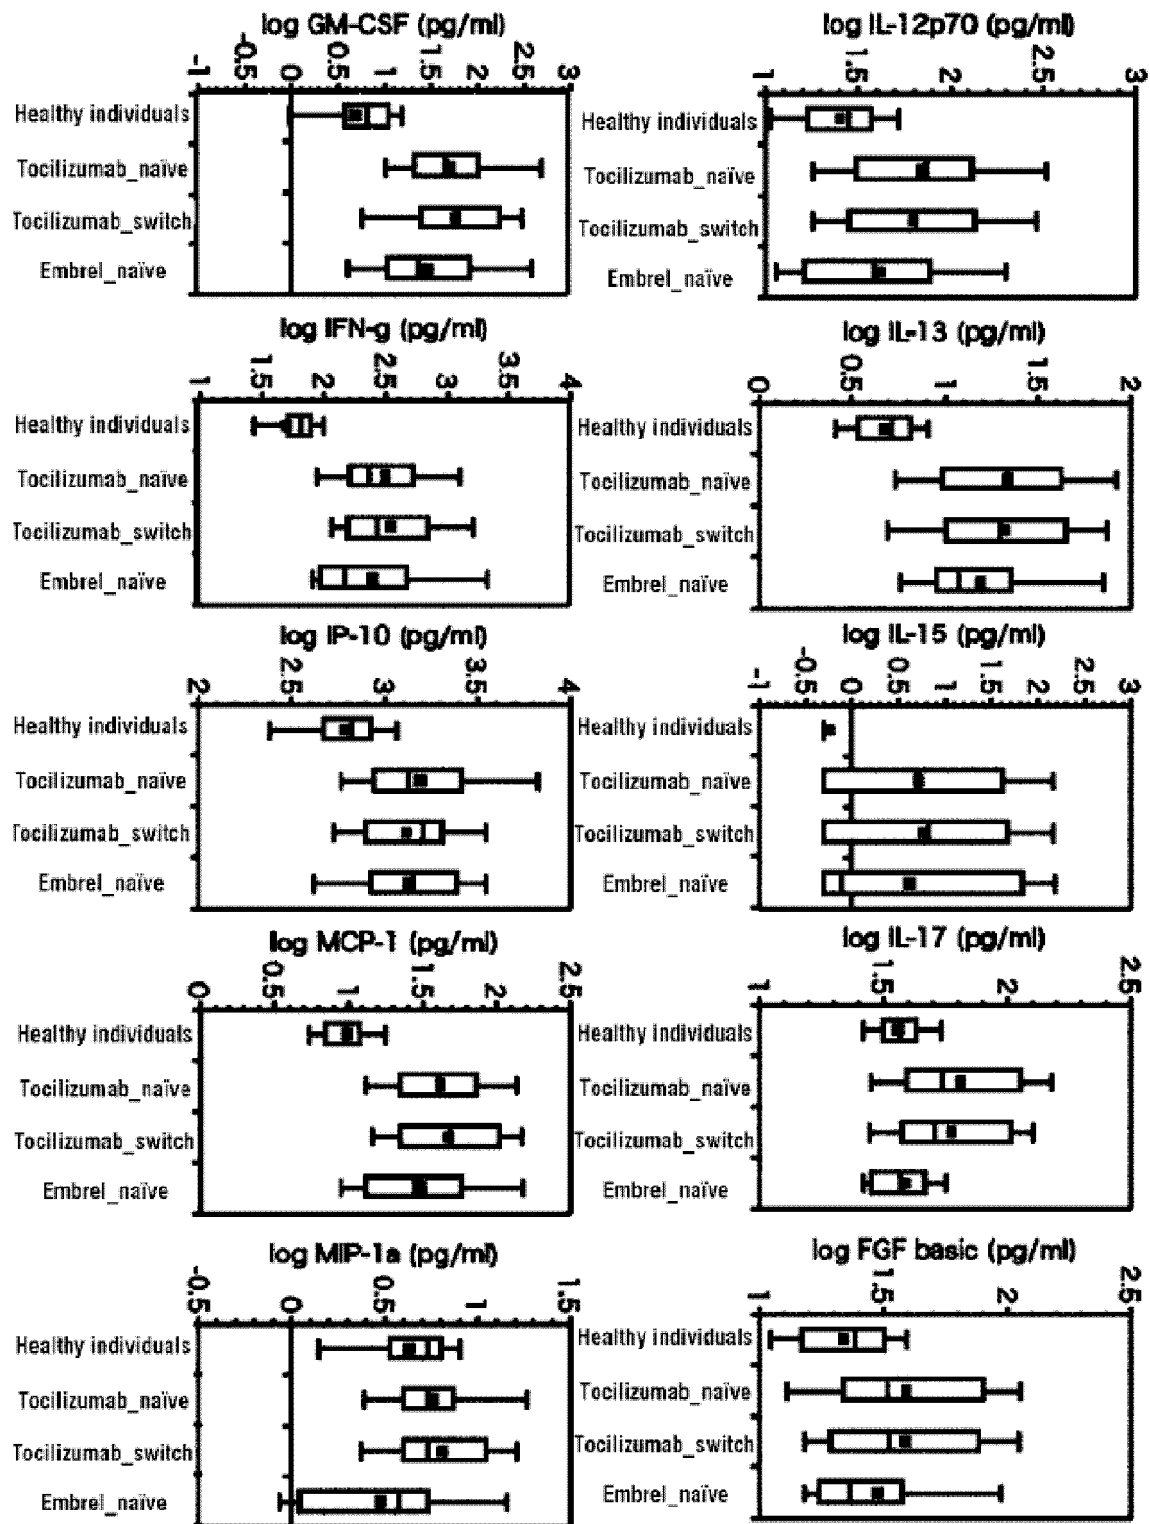 log GM-CSF (pg/ml)
-1
-0.5
0
0.5
1
1.5
2
2.5
3
Healthy individuals
Tocilizumab_naïve
Tocilizumab_switch
Embrel_naïve
log IL-12p70 (pg/ml)
1
1.5
2
2.5
3
Healthy individuals
Tocilizumab_naïve
Tocilizumab_switch
Embrel_naïve
log IFN-g (pg/ml)
1
1.5
2
2.5
3
3.5
4
Healthy individuals
Tocilizumab_naïve
Tocilizumab_switch
Embrel_naïve
log IL-13 (pg/ml)
0
0.5
1
1.5
2
Healthy individuals
Tocilizumab_naïve
Tocilizumab_switch
Embrel_naïve
log IP-10 (pg/ml)
2
2.5
3
3.5
4
Healthy individuals
Tocilizumab_naïve
Tocilizumab_switch
Embrel_naïve
log IL-15 (pg/ml)
-1
-0.5
0
0.5
1
1.5
2
2.5
3
Healthy individuals
Tocilizumab_naïve
Tocilizumab_switch
Embrel_naïve
log MCP-1 (pg/ml)
0
0.5
1
1.5
2
2.5
Healthy individuals
Tocilizumab_naïve
Tocilizumab_switch
Embrel_naïve
log IL-17 (pg/ml)
1
1.5
2
2.5
Healthy individuals
Tocilizumab_naïve
Tocilizumab_switch
Embrel_naïve
log MIP-1a (pg/ml)
-0.5
0
0.5
1
1.5
Healthy individuals
Tocilizumab_naïve
Tocilizumab_switch
Embrel_naïve
log FGF basic (pg/ml)
1
1.5
2
2.5
Healthy individuals
Tocilizumab_naïve
Tocilizumab_switch
Embrel_naïve